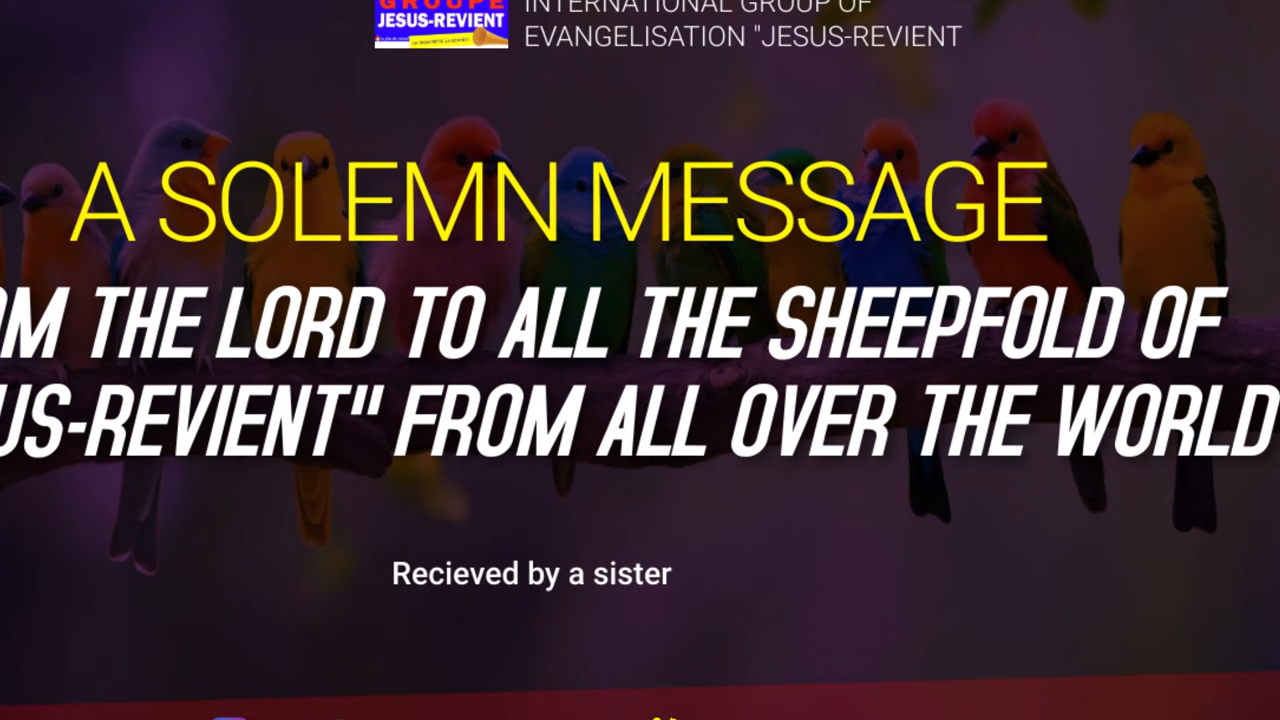 GROUPE
JESUS-REVIENT
INTERNATIONAL GROUP OF
EVANGELISATION "JESUS-REVIENT
A SOLEMN MESSAGE
OM THE LORD TO ALL THE SHEEPFOLD OF
US-REVIENT" FROM ALL OVER THE WORLD
Recieved by a sister